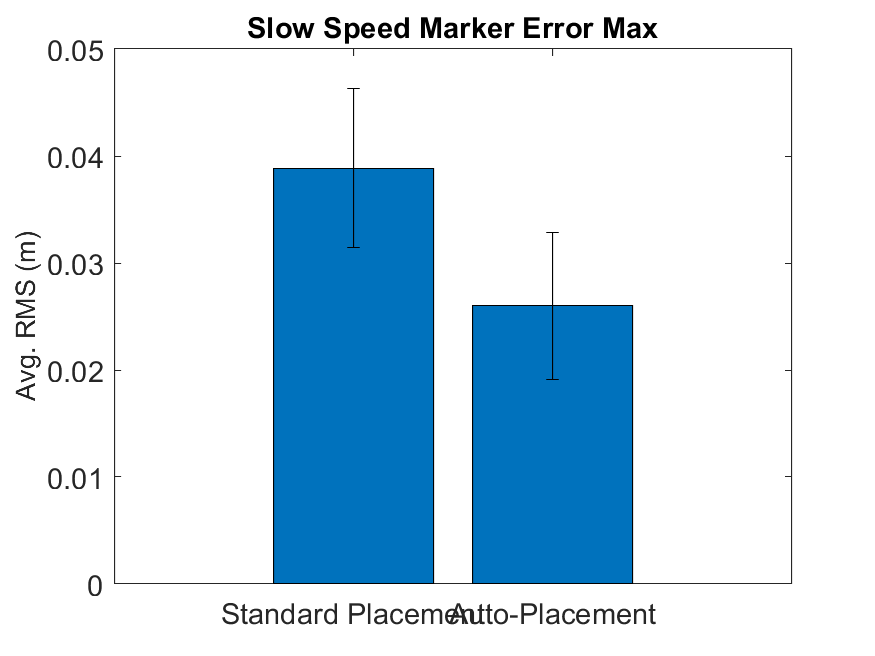 Slow Speed Marker Error Max
0.05
0.04
0.03
0.02
0.01
0
Avg. RMS (m)
Standard Placement
Auto-Placement